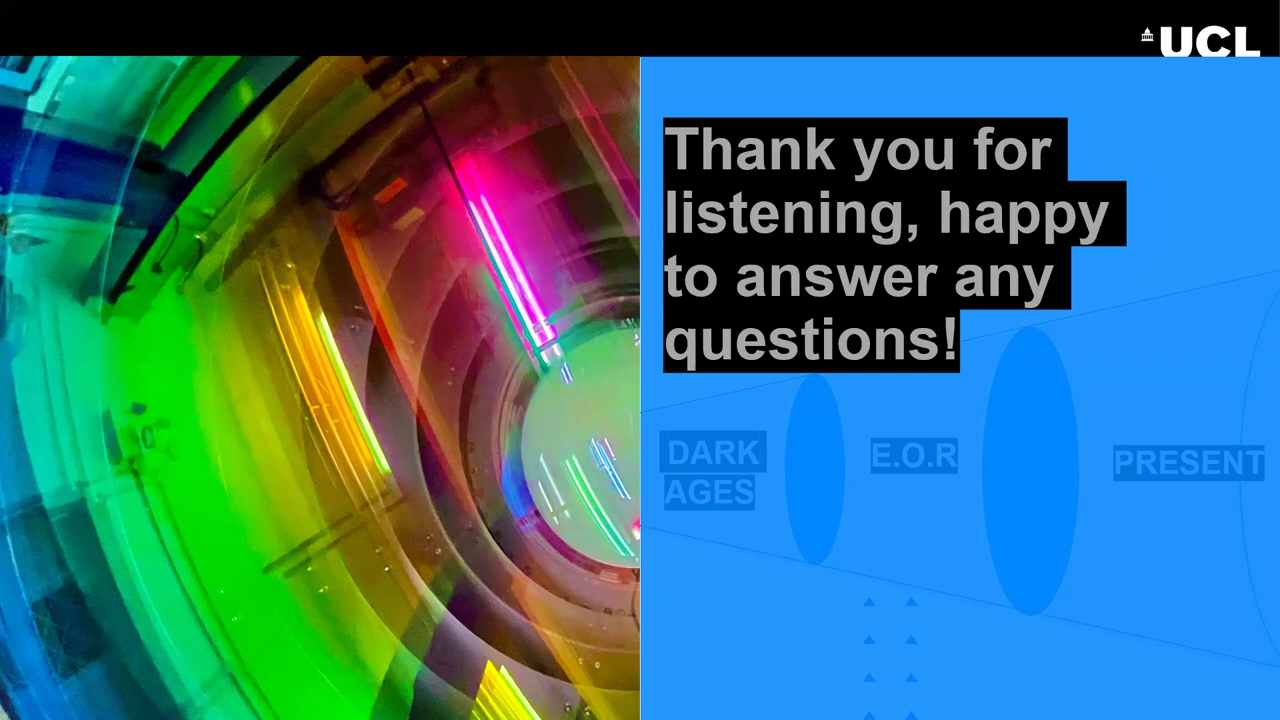 UCL
Thank you for
listening, happy
to answer any
questions!
DARK
AGES
E.O.R
PRESENT